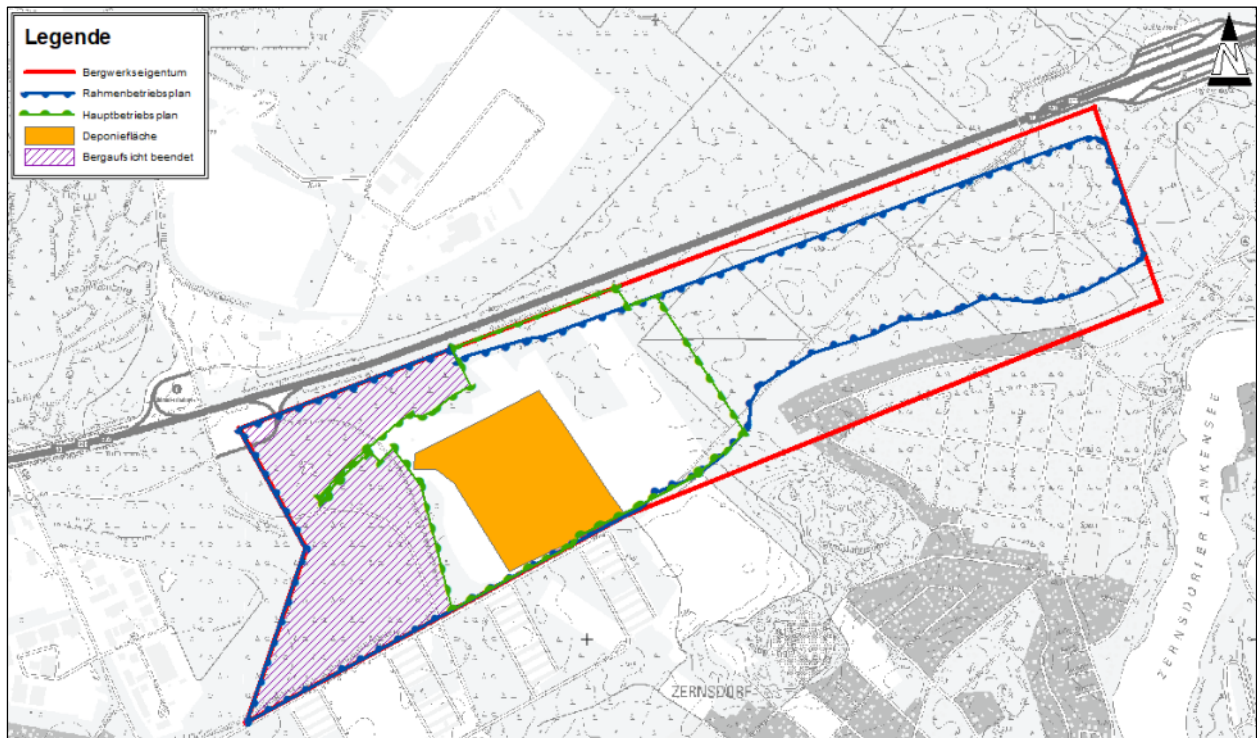 Legende
Bergwerkseigentum
Rahmenbetriebsplan
Hauptbetriebsplan
Deponiefläche
Bergaufsicht beendet
N
ZERNSDORFER LANKENSEE
ZERNSDORF